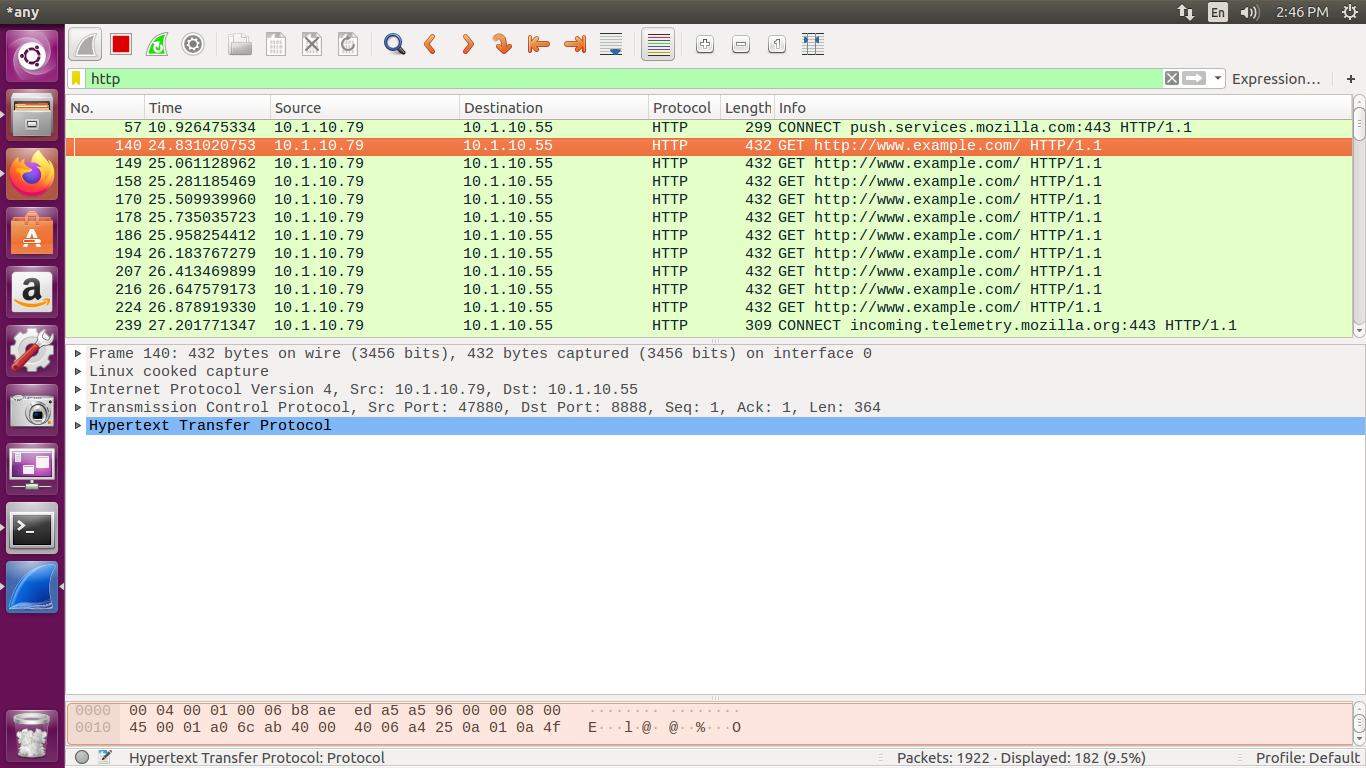 *any En 2:46 PM
http Expression… +
No. Time Source Destination Protocol Length Info
57 10.926475334 10.1.10.79 10.1.10.55 HTTP 299 CONNECT push.services.mozilla.com:443 HTTP/1.1
140 24.831020753 10.1.10.79 10.1.10.55 HTTP 432 GET http://www.example.com/ HTTP/1.1
149 25.061128962 10.1.10.79 10.1.10.55 HTTP 432 GET http://www.example.com/ HTTP/1.1
158 25.281185469 10.1.10.79 10.1.10.55 HTTP 432 GET http://www.example.com/ HTTP/1.1
170 25.509939960 10.1.10.79 10.1.10.55 HTTP 432 GET http://www.example.com/ HTTP/1.1
178 25.735035723 10.1.10.79 10.1.10.55 HTTP 432 GET http://www.example.com/ HTTP/1.1
186 25.958254412 10.1.10.79 10.1.10.55 HTTP 432 GET http://www.example.com/ HTTP/1.1
194 26.183767279 10.1.10.79 10.1.10.55 HTTP 432 GET http://www.example.com/ HTTP/1.1
207 26.413469899 10.1.10.79 10.1.10.55 HTTP 432 GET http://www.example.com/ HTTP/1.1
216 26.647579173 10.1.10.79 10.1.10.55 HTTP 432 GET http://www.example.com/ HTTP/1.1
224 26.878919330 10.1.10.79 10.1.10.55 HTTP 432 GET http://www.example.com/ HTTP/1.1
239 27.201771347 10.1.10.79 10.1.10.55 HTTP 309 CONNECT incoming.telemetry.mozilla.org:443 HTTP/1.1
Frame 140: 432 bytes on wire (3456 bits), 432 bytes captured (3456 bits) on interface 0
Linux cooked capture
Internet Protocol Version 4, Src: 10.1.10.79, Dst: 10.1.10.55
Transmission Control Protocol, Src Port: 47880, Dst Port: 8888, Seq: 1, Ack: 1, Len: 364
Hypertext Transfer Protocol
0000 00 04 00 01 00 06 b8 ae ed a5 a5 96 00 00 08 00 ········ ········
0010 45 00 01 a0 6c ab 40 00 40 06 a4 25 0a 01 0a 4f E···l·@· @··%···O
Hypertext Transfer Protocol: Protocol Packets: 1922 · Displayed: 182 (9.5%) Profile: Default